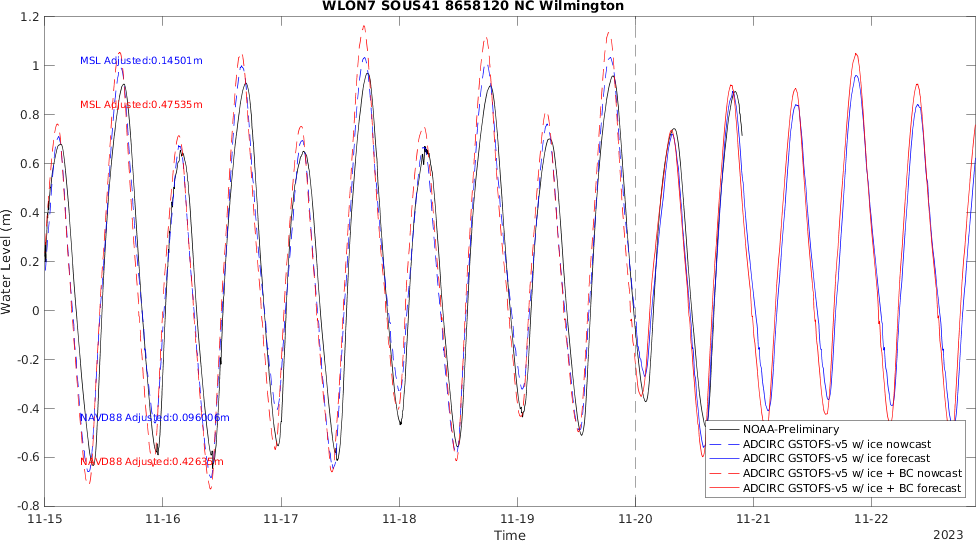 WLON7 SOUS41 8658120 NC Wilmington
1.2
1
0.8
0.6
0.4
0.2
0
-0.2
-0.4
-0.6
-0.8
Water Level (m)
MSL Adjusted:0.14501m
MSL Adjusted:0.47535m
NAVD88 Adjusted:0.096006m
NAVD88 Adjusted:0.42635m
NOAA-Preliminary
ADCIRC GSTOFS-v5 w/ ice nowcast
ADCIRC GSTOFS-v5 w/ ice forecast
ADCIRC GSTOFS-v5 w/ ice + BC nowcast
ADCIRC GSTOFS-v5 w/ ice + BC forecast
11-15 11-16 11-17 11-18 11-19 11-20 11-21 11-22
Time
2023